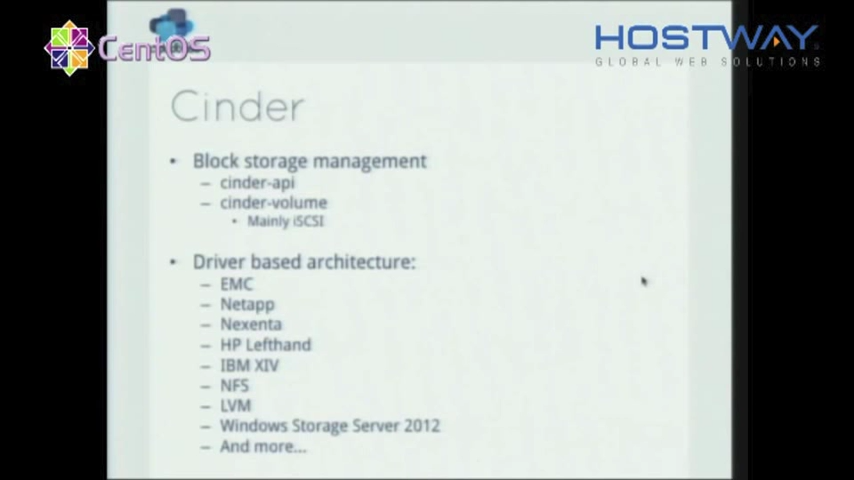 CentOS
HOSTWAY
GLOBAL WEB SOLUTIONS
Cinder
• Block storage management
– cinder-api
– cinder-volume
• Mainly iSCSI
• Driver based architecture:
– EMC
– Netapp
– Nexenta
– HP Lefthand
– IBM XIV
– NFS
– LVM
– Windows Storage Server 2012
– And more...